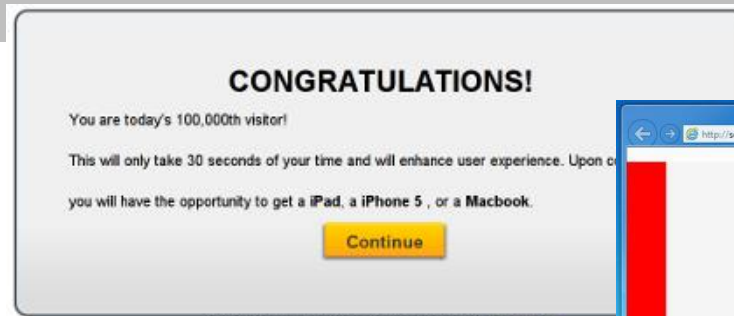 CONGRATULATIONS!
You are today's 100,000th visitor!
http://s
This will only take 30 seconds of your time and will enhance user experience. Upon
you will have the opportunity to get a iPad, a iPhone 5 , or a Macbook.
Continue